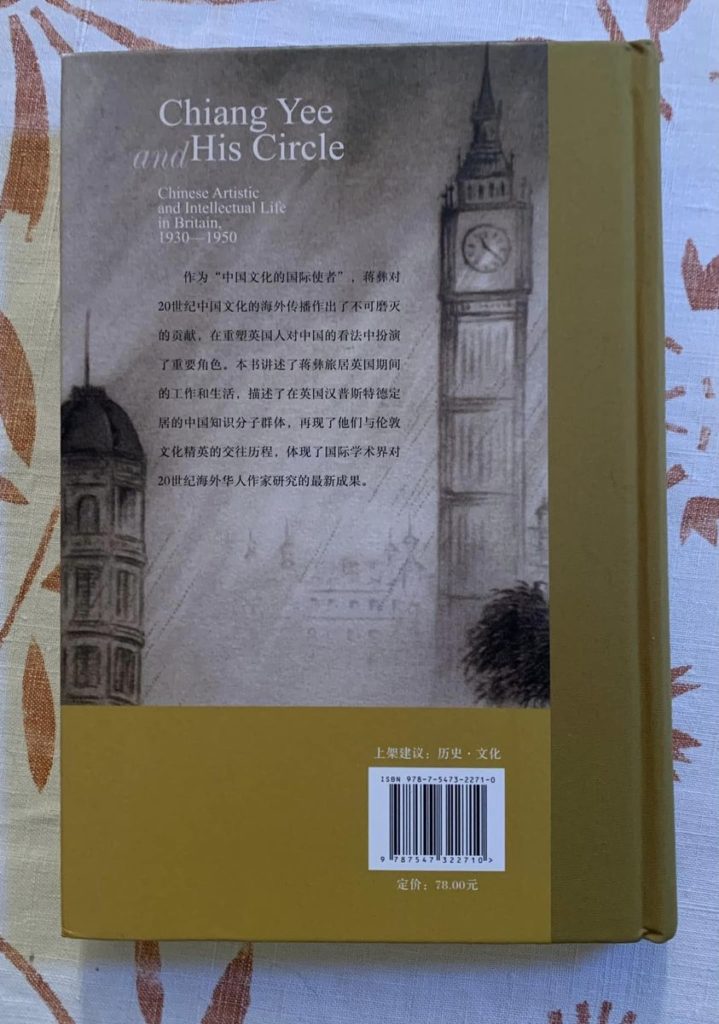 Chiang Yee
and His Circle
Chinese Artistic
and Intellectual Life
in Britain,
1930—1950
作为“中国文化的国际使者”，蒋彝对
20世纪中国文化的海外传播作出了不可磨灭
的贡献，在重塑英国人对中国的看法中扮演
了重要角色。本书讲述了蒋彝旅居英国期间
的工作和生活，描述了在英国汉普斯特德定
居的中国知识分子群体，再现了他们与伦敦
文化精英的交往历程，体现了国际学术界对
20世纪海外华人作家研究的最新成果。
上架建议：历史·文化
ISBN 978-7-5473-2271-0
9 787547 322710 >
定价：78.00元